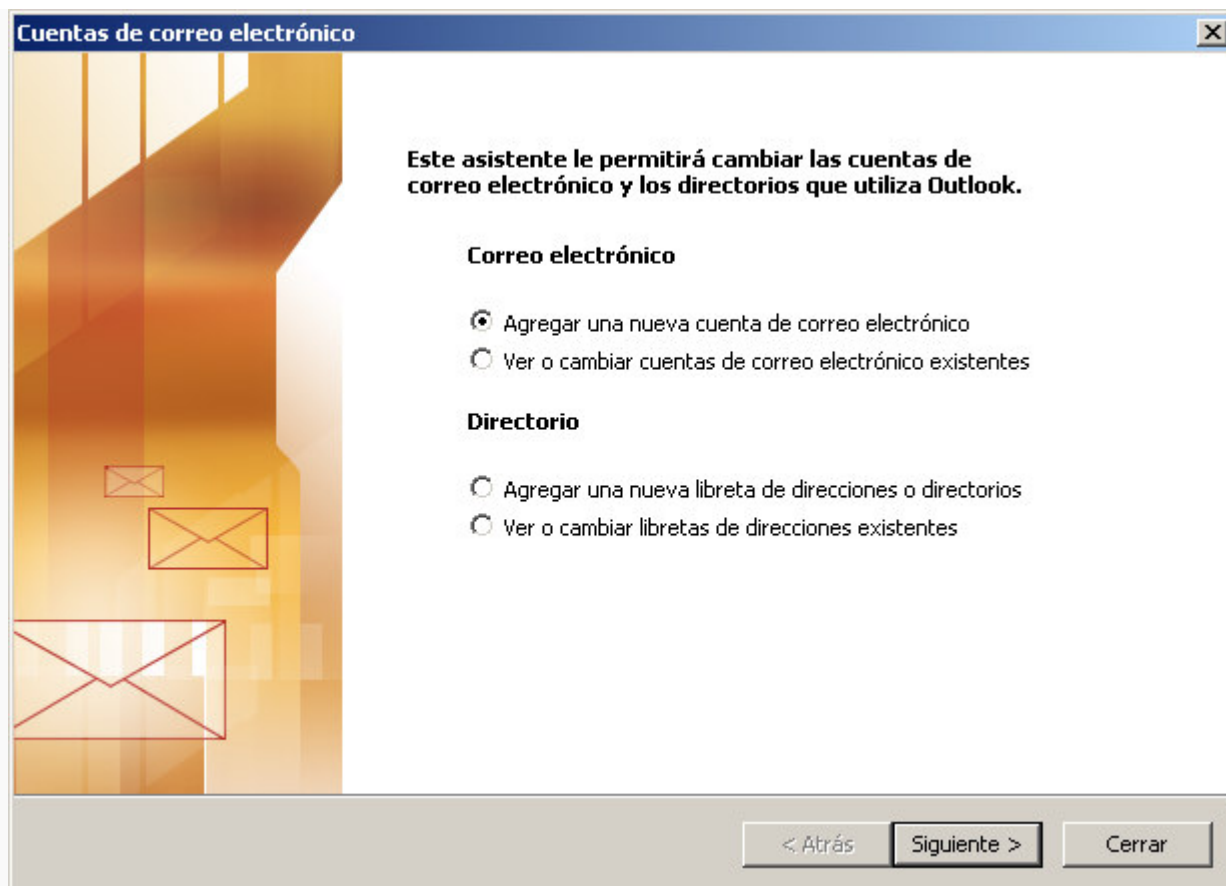 Cuentas de correo electrónico
Este asistente le permitirá cambiar las cuentas de
correo electrónico y los directorios que utiliza Outlook.
Correo electrónico
Agregar una nueva cuenta de correo electrónico
Ver o cambiar cuentas de correo electrónico existentes
Directorio
Agregar una nueva libreta de direcciones o directorios
Ver o cambiar libretas de direcciones existentes
< Atrás
Siguiente >
Cerrar